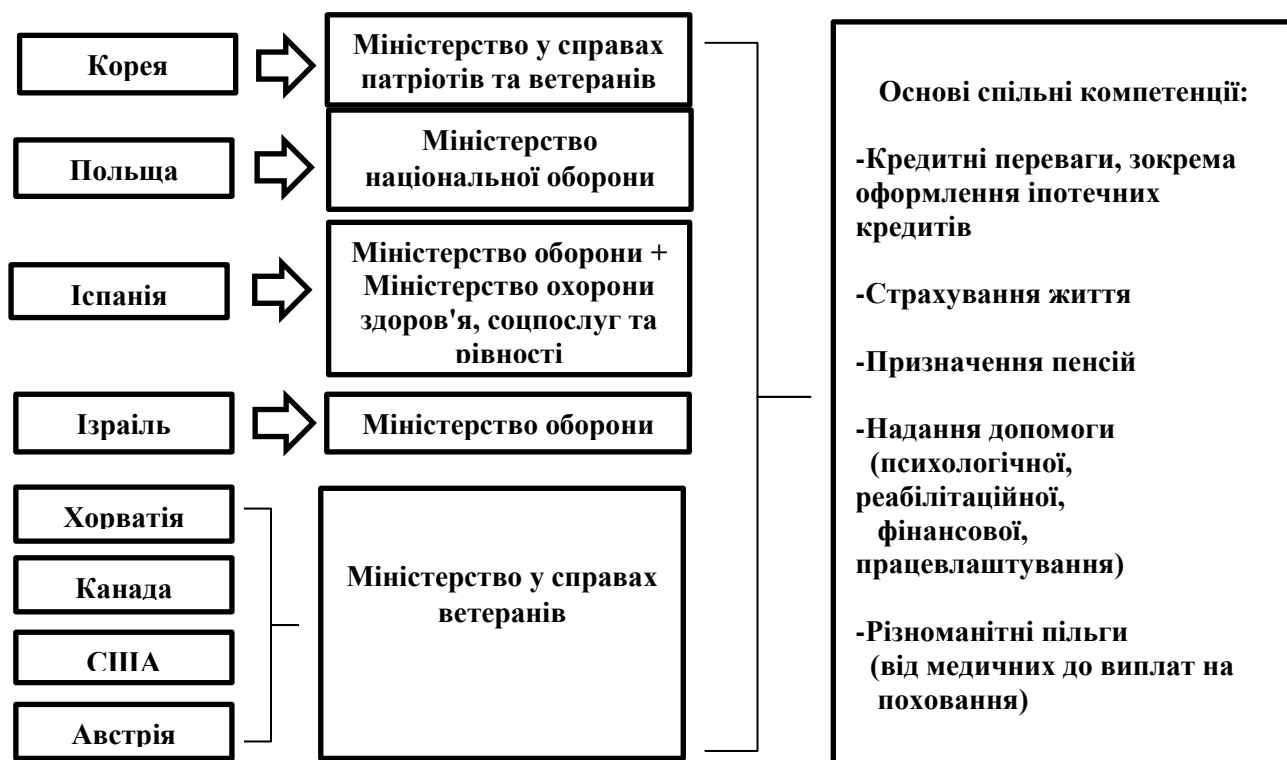 Корея
Міністерство у справах
патріотів та ветеранів
Польща
Міністерство
національної оборони
Іспанія
Міністерство оборони +
Міністерство охорони
здоров'я, соцпослуг та
рівності
Ізраіль
Міністерство оборони
Хорватія
Канада
США
Австрія
Міністерство у справах
ветеранів
Основі спільні компетенції:
-Кредитні переваги, зокрема
оформлення іпотечних
кредитів
-Страхування життя
-Призначення пенсій
-Надання допомоги
(психологічної,
реабілітаційної,
фінансової,
працевлаштування)
-Різноманітні пільги
(від медичних до виплат на
поховання)